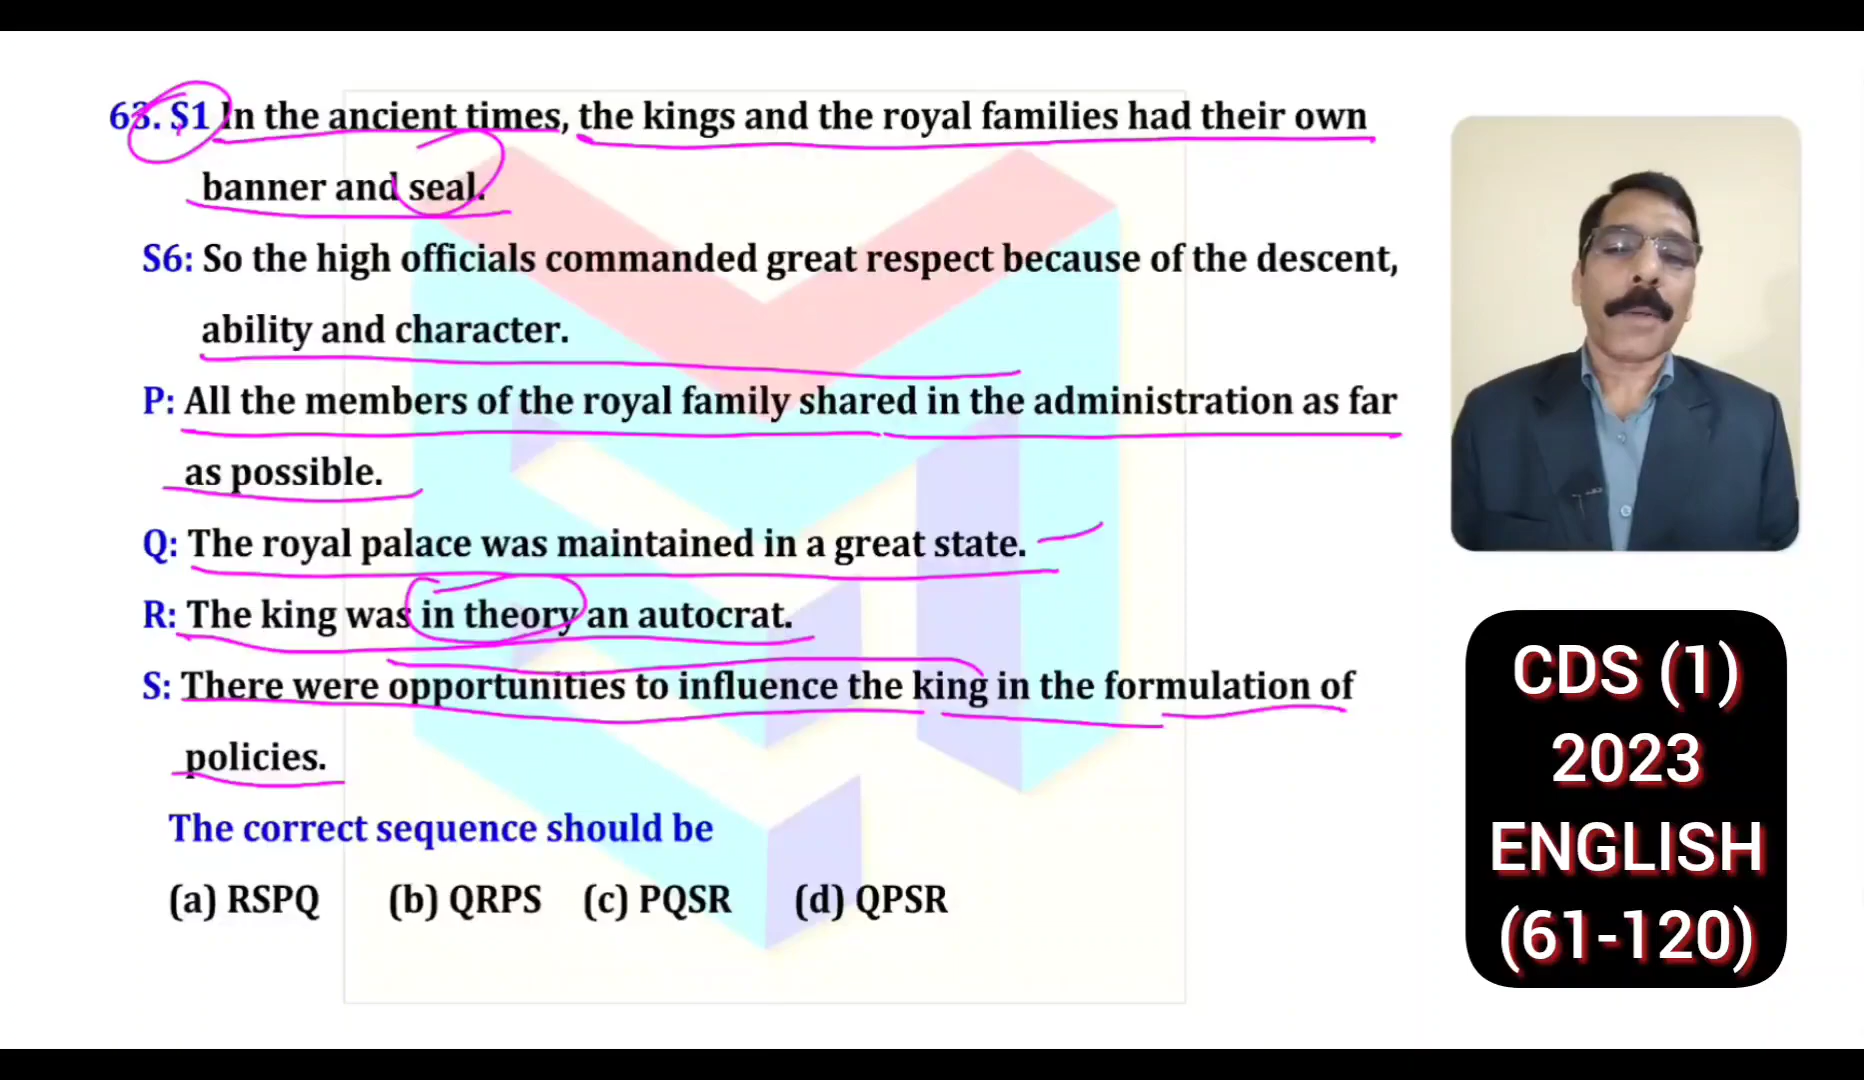 63. S1 In the ancient times, the kings and the royal families had their own
banner and seal.
S6: So the high officials commanded great respect because of the descent,
ability and character.
P: All the members of the royal family shared in the administration as far
as possible.
Q: The royal palace was maintained in a great state.
R: The king was in theory an autocrat.
S: There were opportunities to influence the king in the formulation of
policies.
The correct sequence should be
(a) RSPQ (b) QRPS (c) PQSR (d) QPSR
CDS (1)
2023
ENGLISH
(61-120)